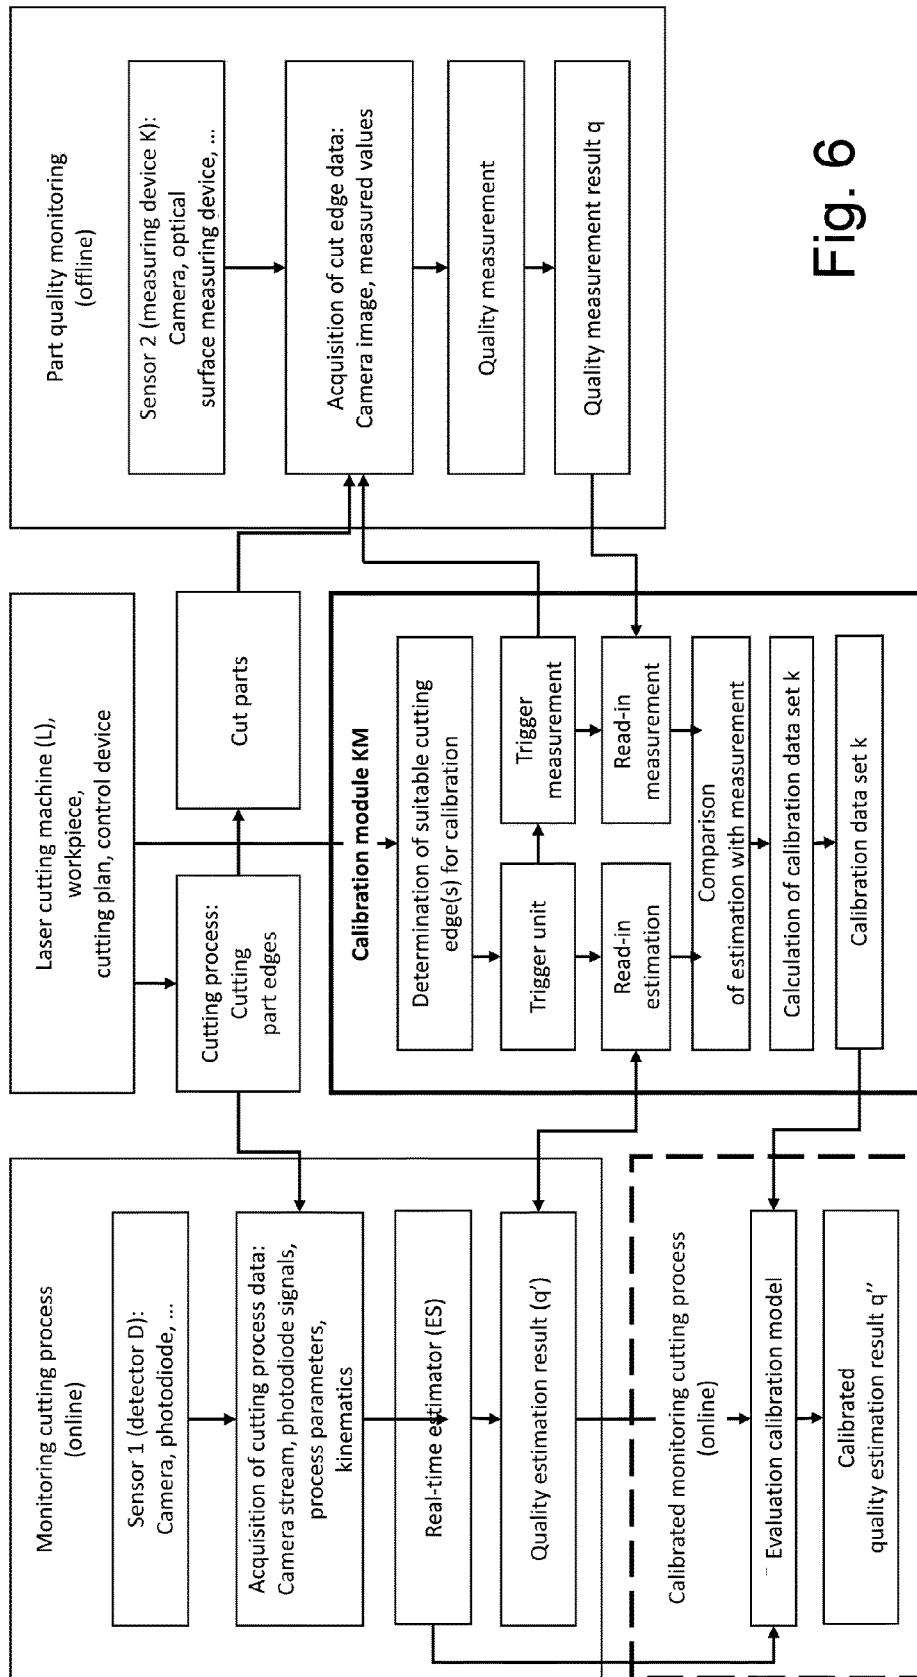 Monitoring cutting process
(online)
Sensor 1 (detector D):
Camera, photodiode, ...
Acquisition of cutting process data:
Camera stream, photodiode signals,
process parameters,
kinematics
Real-time estimator (ES)
Quality estimation result (q')
Calibrated monitoring cutting process
(online)
Evaluation calibration model
Calibrated
quality estimation result q''
Laser cutting machine (L),
workpiece,
cutting plan, control device
Cutting process:
Cutting
part edges
Cut parts
Calibration module KM
Determination of suitable cutting
edge(s) for calibration
Trigger unit
Trigger
measurement
Read-in
estimation
Read-in
measurement
Comparison
of estimation with measurement
Calculation of calibration data set k
Calibration data set k
Part quality monitoring
(offline)
Sensor 2 (measuring device K):
Camera, optical
surface measuring device, ...
Acquisition of cut edge data:
Camera image, measured values
Quality measurement
Quality measurement result q
Fig. 6